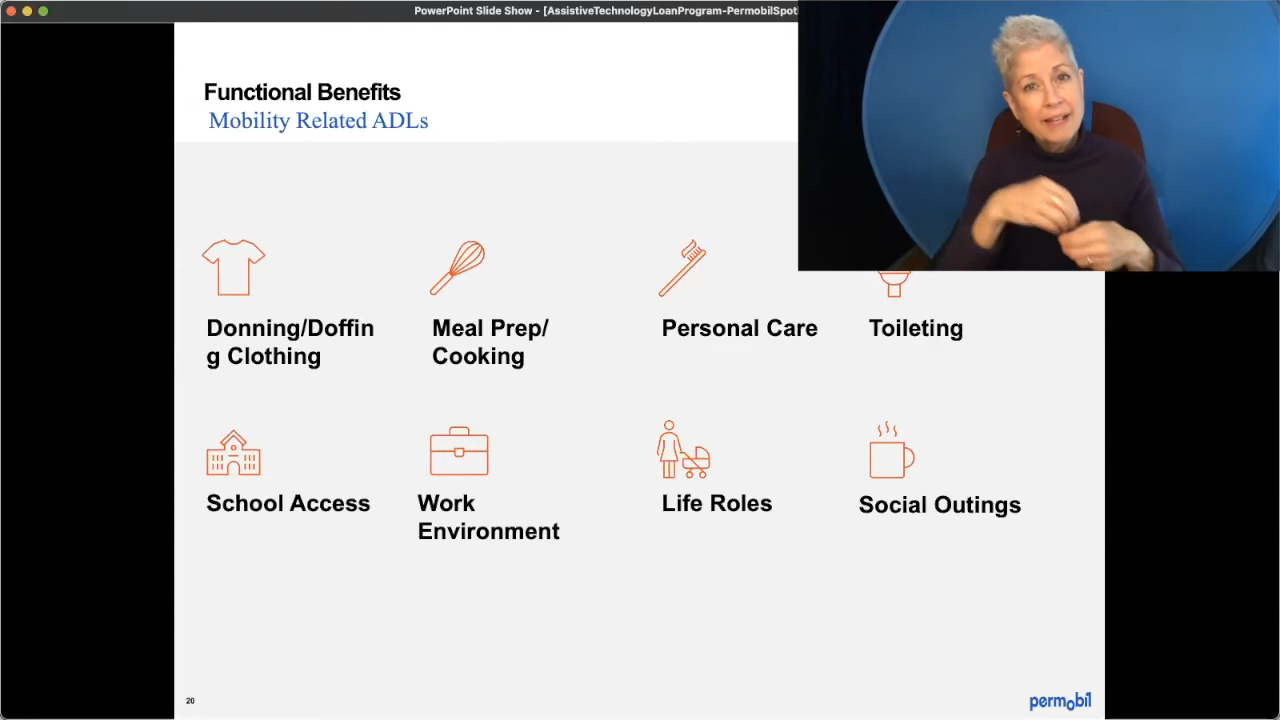 PowerPoint Slide Show - [AssistiveTechnologyLoanProgram-PermobilSpot
Functional Benefits
Mobility Related ADLs
Donning/Doffin
g Clothing
Meal Prep/
Cooking
Personal Care
Toileting
School Access
Work
Environment
Life Roles
Social Outings
20
permobil